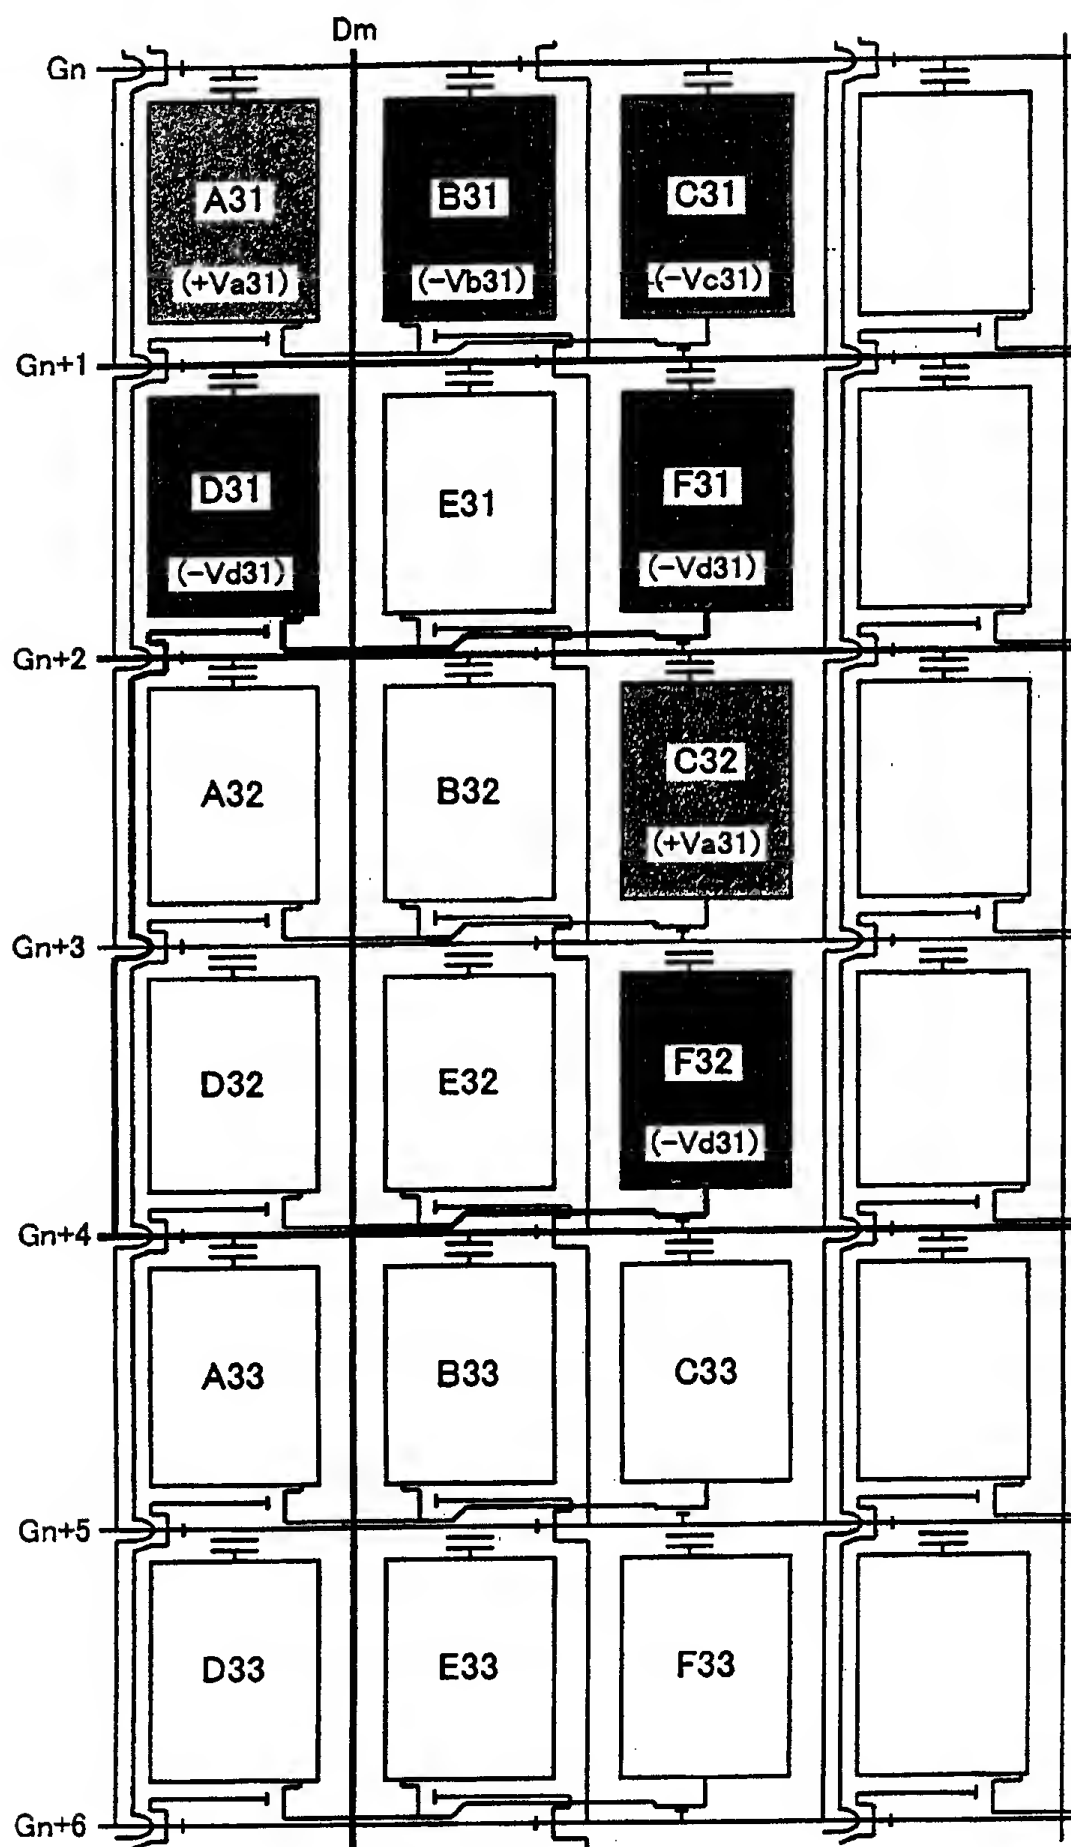 Dm
Gn
A31 B31 C31
(+Va31) (-Vb31) (-Vc31)
Gn+1
D31 E31 F31
(-Vd31) (-Vd31)
Gn+2
A32 B32 C32
(+Va31)
Gn+3
D32 E32 F32
(-Vd31)
Gn+4
A33 B33 C33
Gn+5
D33 E33 F33
Gn+6